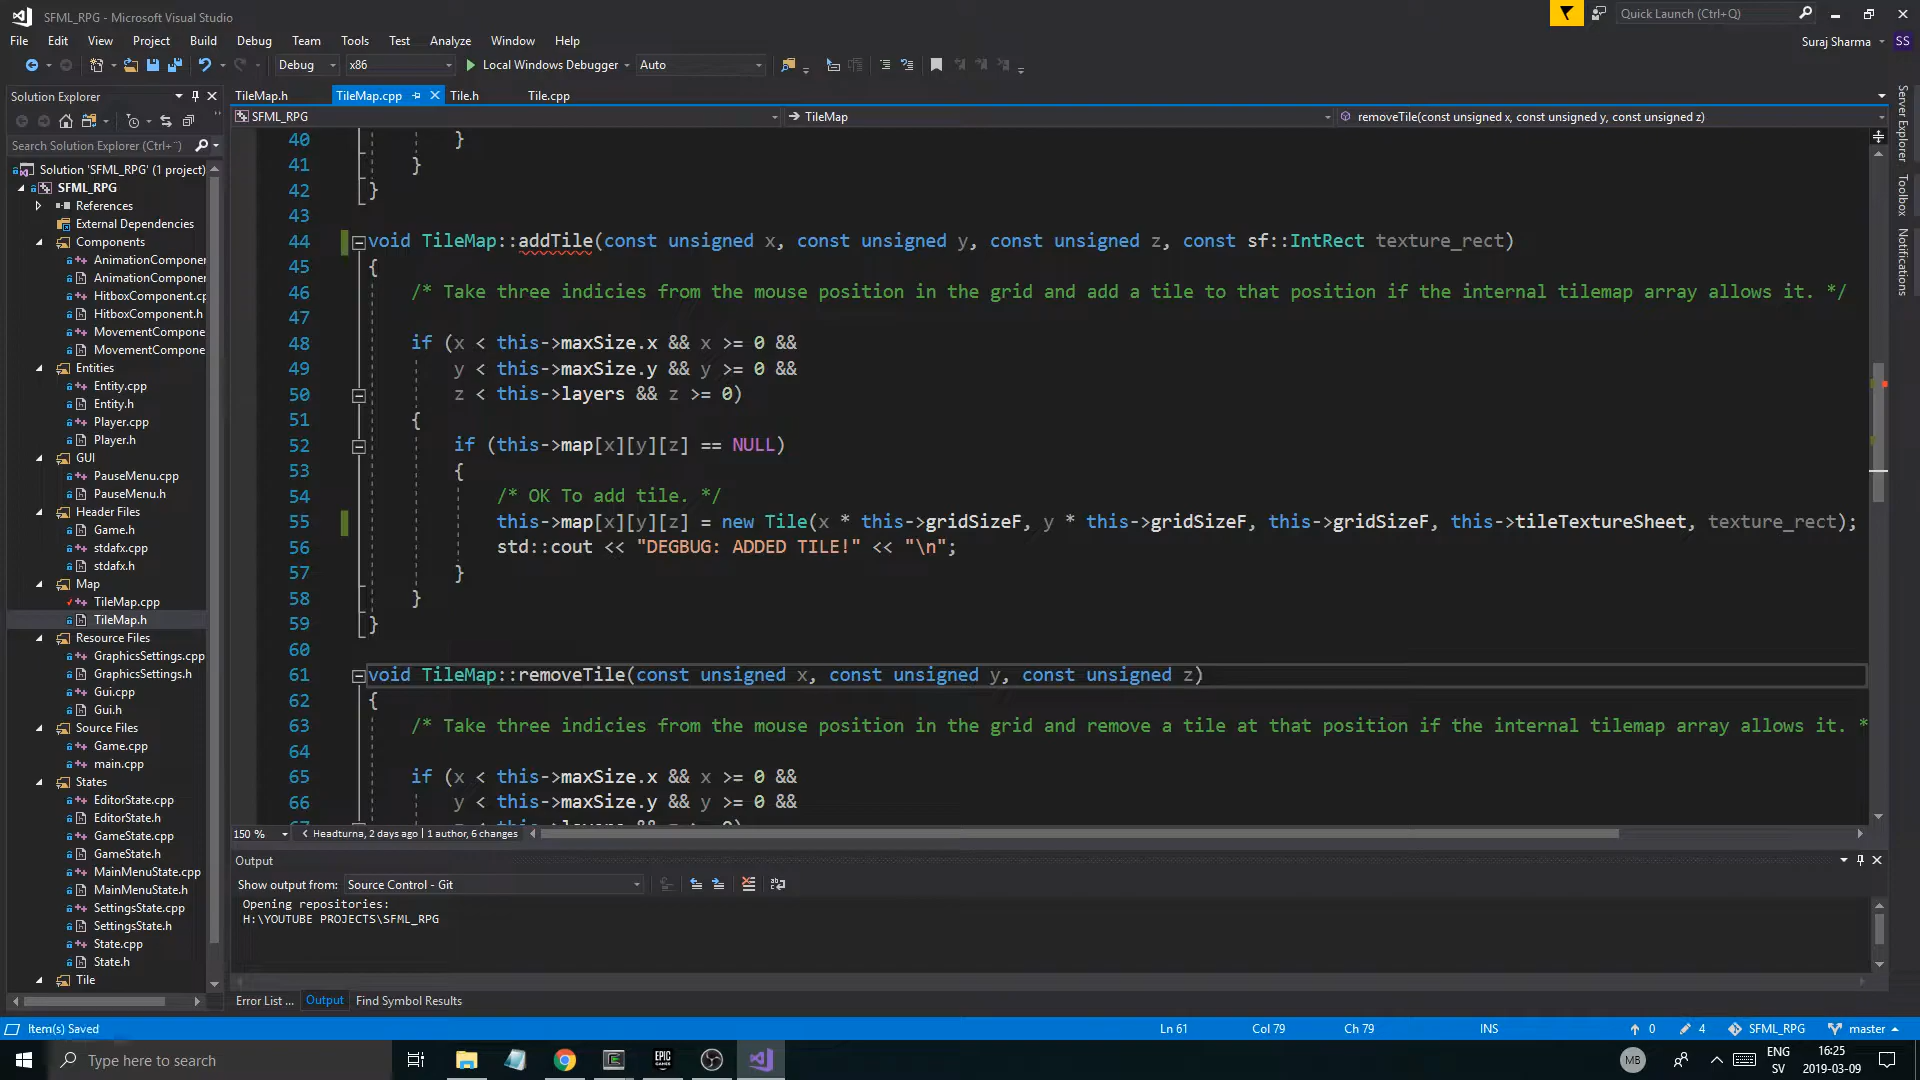 SFML_RPG - Microsoft Visual Studio
Quick Launch (Ctrl+Q)
File Edit View Project Build Debug Team Tools Test Analyze Window Help
Suraj Sharma SS
Debug x86 Local Windows Debugger Auto
Solution Explorer
TileMap.h TileMap.cpp Tile.h Tile.cpp
SFML_RPG TileMap removeTile(const unsigned x, const unsigned y, const unsigned z)
Search Solution Explorer (Ctrl+¨)
Solution 'SFML_RPG' (1 project)
SFML_RPG
References
External Dependencies
Components
AnimationComponen
AnimationComponen
HitboxComponent.cp
HitboxComponent.h
MovementCompone
MovementCompone
Entities
Entity.cpp
Entity.h
Player.cpp
Player.h
GUI
PauseMenu.cpp
PauseMenu.h
Header Files
Game.h
stdafx.cpp
stdafx.h
Map
TileMap.cpp
TileMap.h
Resource Files
GraphicsSettings.cpp
GraphicsSettings.h
Gui.cpp
Gui.h
Source Files
Game.cpp
main.cpp
States
EditorState.cpp
EditorState.h
GameState.cpp
GameState.h
MainMenuState.cpp
MainMenuState.h
SettingsState.cpp
SettingsState.h
State.cpp
State.h
Tile
40 }
41 }
42 }
43
44 void TileMap::addTile(const unsigned x, const unsigned y, const unsigned z, const sf::IntRect texture_rect)
45 {
46 /* Take three indicies from the mouse position in the grid and add a tile to that position if the internal tilemap array allows it. */
47
48 if (x < this->maxSize.x && x >= 0 &&
49 y < this->maxSize.y && y >= 0 &&
50 z < this->layers && z >= 0)
51 {
52 if (this->map[x][y][z] == NULL)
53 {
54 /* OK To add tile. */
55 this->map[x][y][z] = new Tile(x * this->gridSizeF, y * this->gridSizeF, this->gridSizeF, this->tileTextureSheet, texture_rect);
56 std::cout << "DEGBUG: ADDED TILE!" << "\n";
57 }
58 }
59 }
60
61 void TileMap::removeTile(const unsigned x, const unsigned y, const unsigned z)
62 {
63 /* Take three indicies from the mouse position in the grid and remove a tile at that position if the internal tilemap array allows it. *
64
65 if (x < this->maxSize.x && x >= 0 &&
66 y < this->maxSize.y && y >= 0 &&
67 z < this->layers && z >= 0)
150 % Headturna, 2 days ago | 1 author, 6 changes
Output
Show output from: Source Control - Git
Opening repositories:
H:\YOUTUBE PROJECTS\SFML_RPG
Error List ... Output Find Symbol Results
Item(s) Saved Ln 61 Col 79 Ch 79 INS 0 4 SFML_RPG master
Server Explorer
Toolbox
Notifications
Type here to search
EPIC GAMES
MB
ENG
SV
16:25
2019-03-09